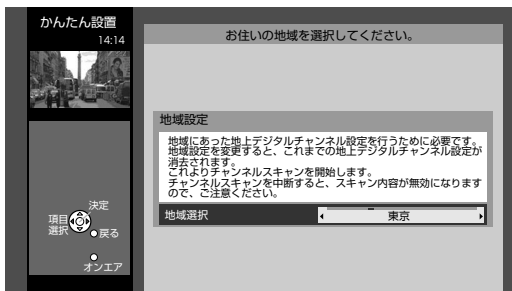 かんたん設置
14:14
お住いの地域を選択してください。
地域設定
地域にあった地上デジタルチャンネル設定を行うために必要です。
地域設定を変更すると、これまでの地上デジタルチャンネル設定が
消去されます。
これよりチャンネルスキャンを開始します。
チャンネルスキャンを中断すると、スキャン内容が無効になります
ので、ご注意ください。
地域選択
東京
決定
項目
選択
戻る
オンエア